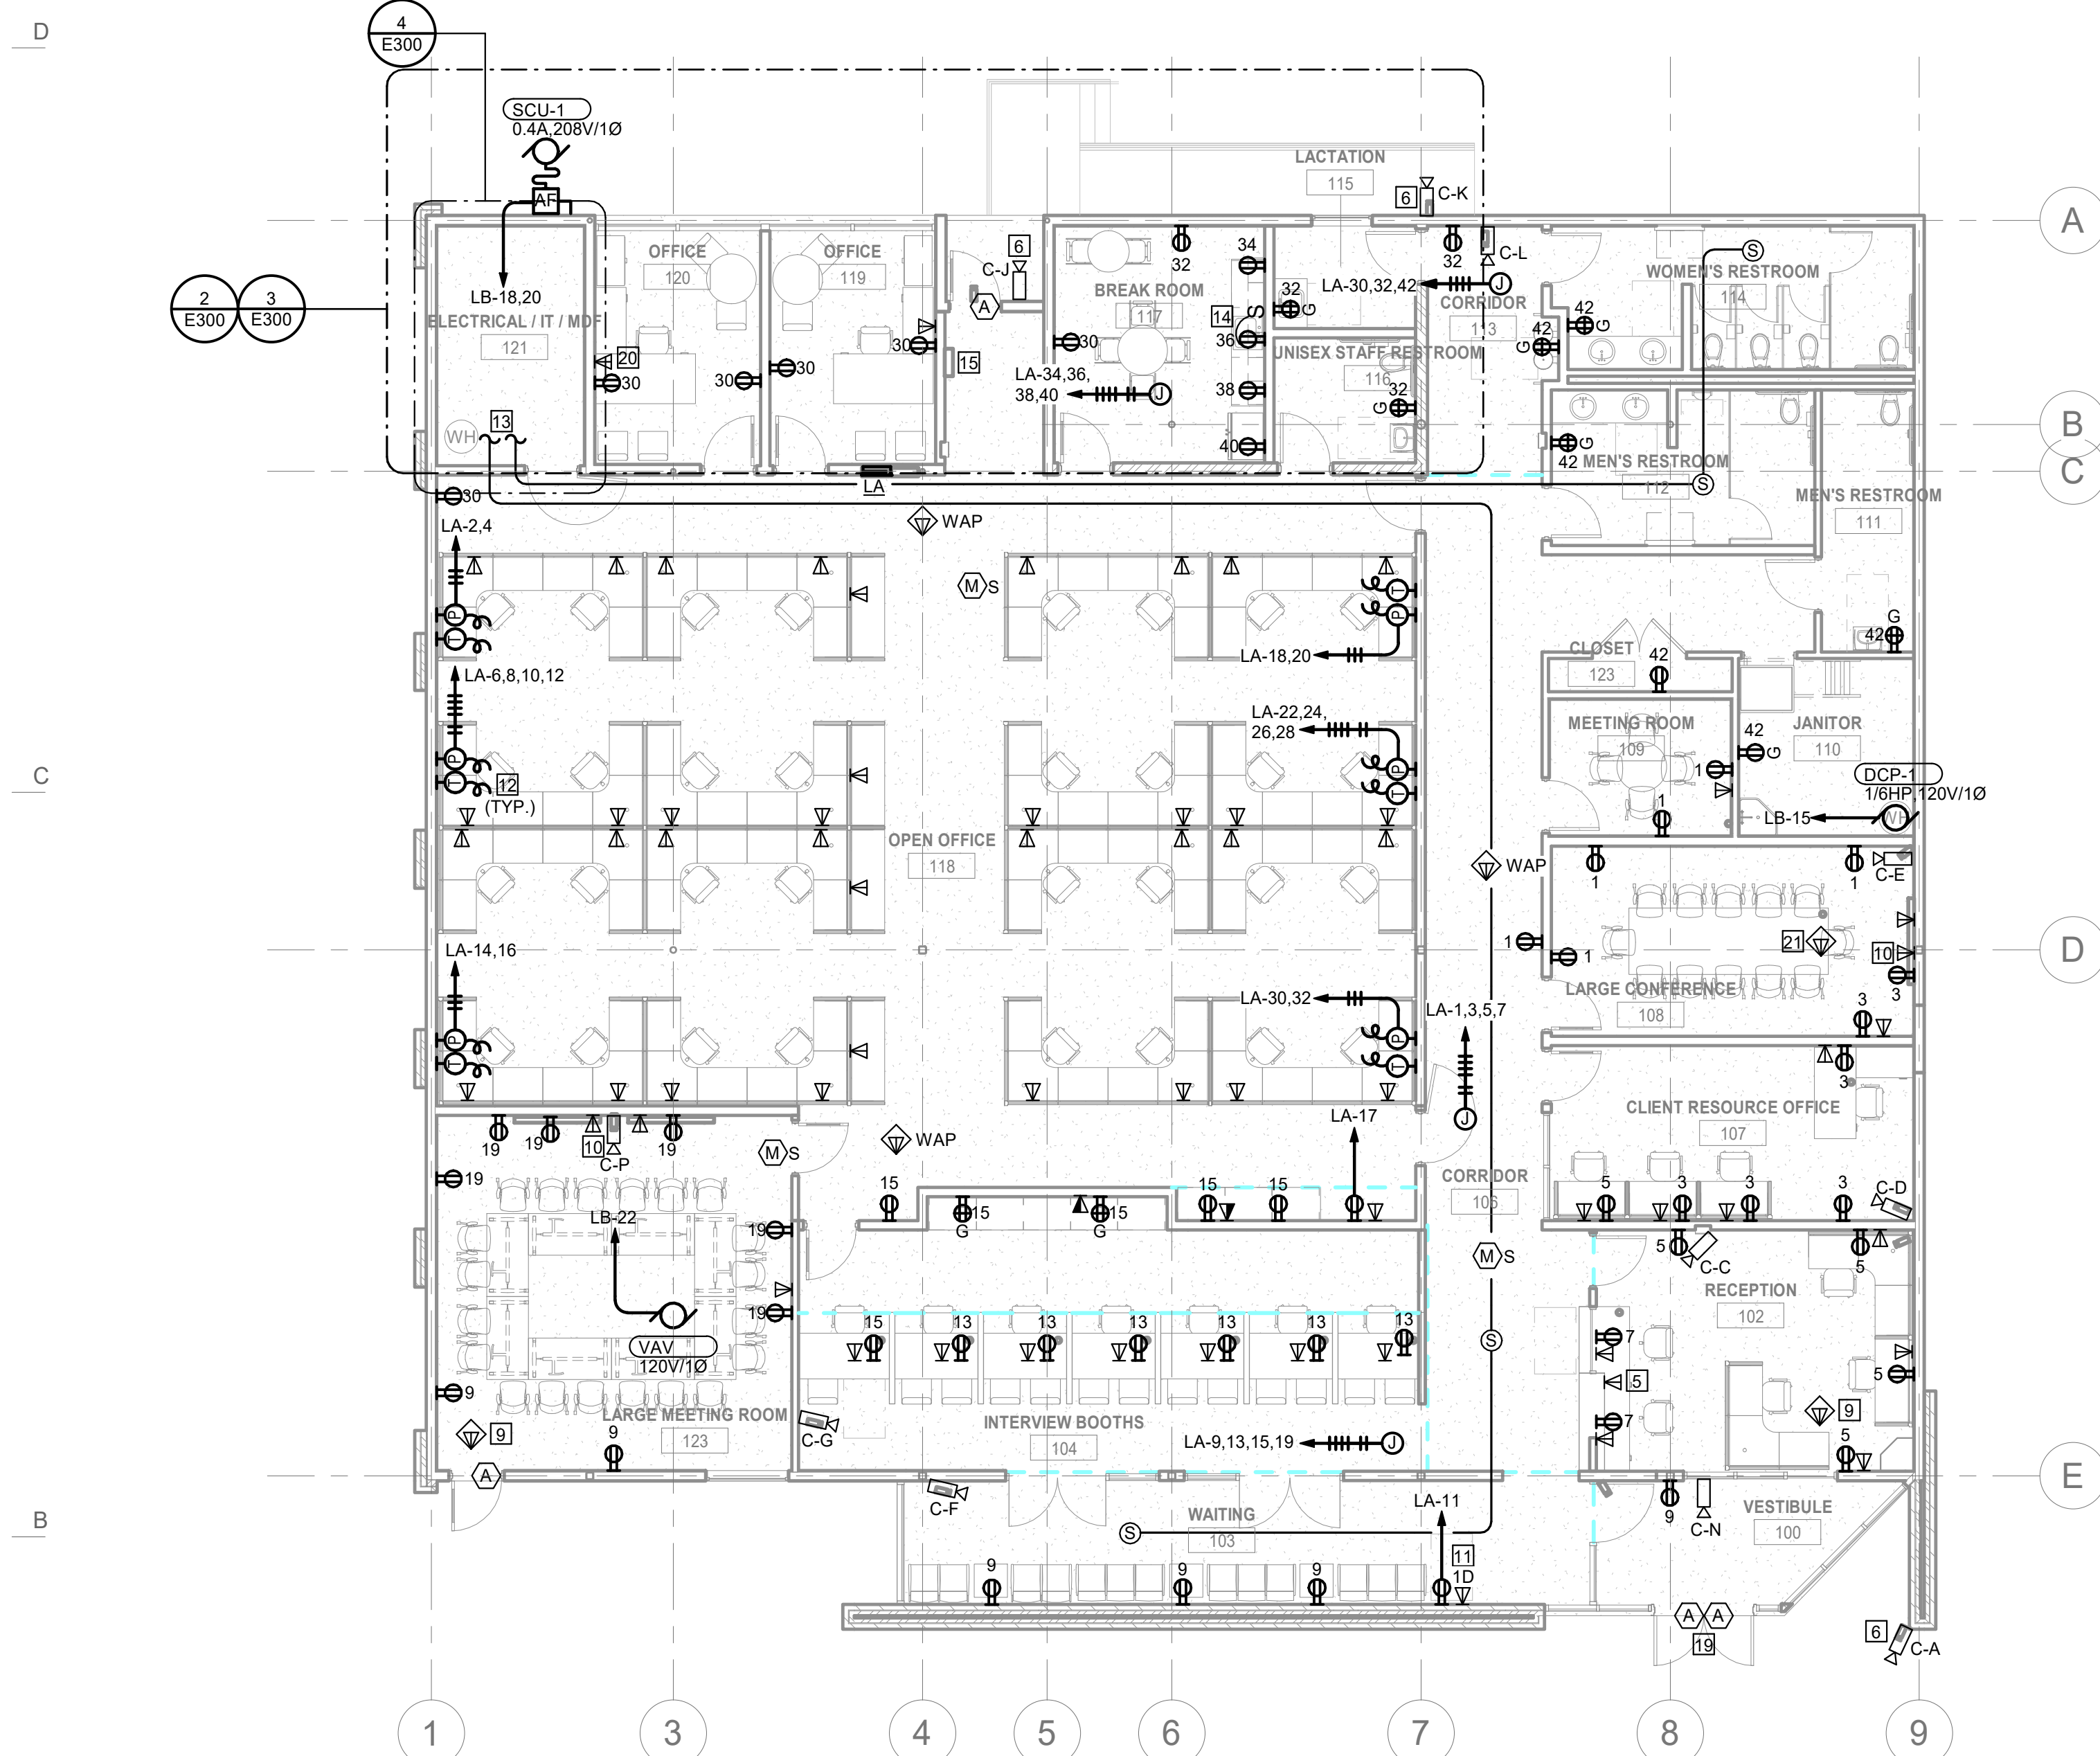 D
4
E300
SCU-1
0.4A,208V/1Ø
AF
LACTATION
115
6
C-K
A
2
E300
3
E300
LB-18,20
ELECTRICAL / IT / MDF
121
OFFICE
120
OFFICE
119
6
C-J
A
32
34
BREAK ROOM
117
32
G
14
S
36
LA-30,32,42
32
C-L
J
CORRIDOR
113
S
WOMEN'S RESTROOM
114
42
G
42
G
20
30
30
30
30
15
30
LA-34,36,
38,40
J
38
40
UNISEX STAFF RESTROOM
116
32
G
B
WH
13
G
42
MEN'S RESTROOM
112
C
LA
S
MEN'S RESTROOM
111
30
LA-2,4
WAP
M
S
P
T
T
P
LA-18,20
G
42
CLOSET
123
42
LA-6,8,10,12
LA-22,24,
26,28
P
T
12
(TYP.)
P
T
MEETING ROOM
109
1
1
JANITOR
110
42
G
DCP-1
1/6HP,120V/1Ø
LB-15
WH
C
OPEN OFFICE
118
WAP
1
1
C-E
1
1
21
10
3
D
LARGE CONFERENCE
108
3
LA-14,16
P
T
LA-30,32
P
T
LA-1,3,5,7
J
3
CLIENT RESOURCE OFFICE
107
19
19
19
10
C-P
19
M
S
WAP
LA-17
15
15
15
15
G
15
G
CORRIDOR
106
5
3
3
3
C-D
LB-22
19
19
VAV
120V/1Ø
M
S
5
C-C
5
RECEPTION
102
15
13
13
13
13
13
13
S
7
5
7
5
9
5
9
9
9
LARGE MEETING ROOM
123
C-G
INTERVIEW BOOTHS
104
LA-9,13,15,19
J
A
E
C-F
LA-11
WAITING
103
S
9
C-N
VESTIBULE
100
B
9
9
9
11
1D
A
A
19
6
C-A
1
3
4
5
6
7
8
9